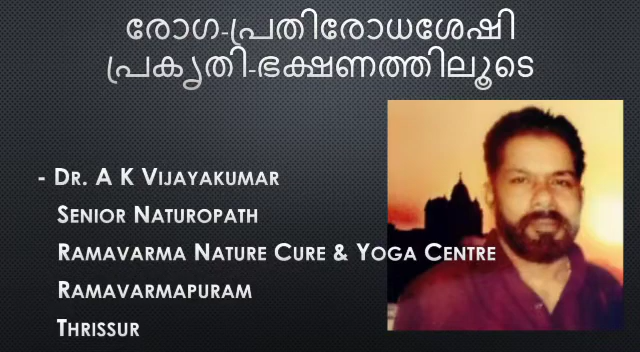 രോഗ-പ്രതിരോധശേഷി
പ്രകൃതി-ഭക്ഷണത്തിലൂടെ
- Dr. A K Vijayakumar
Senior Naturopath
Ramavarma Nature Cure & Yoga Centre
Ramavarmapuram
Thrissur